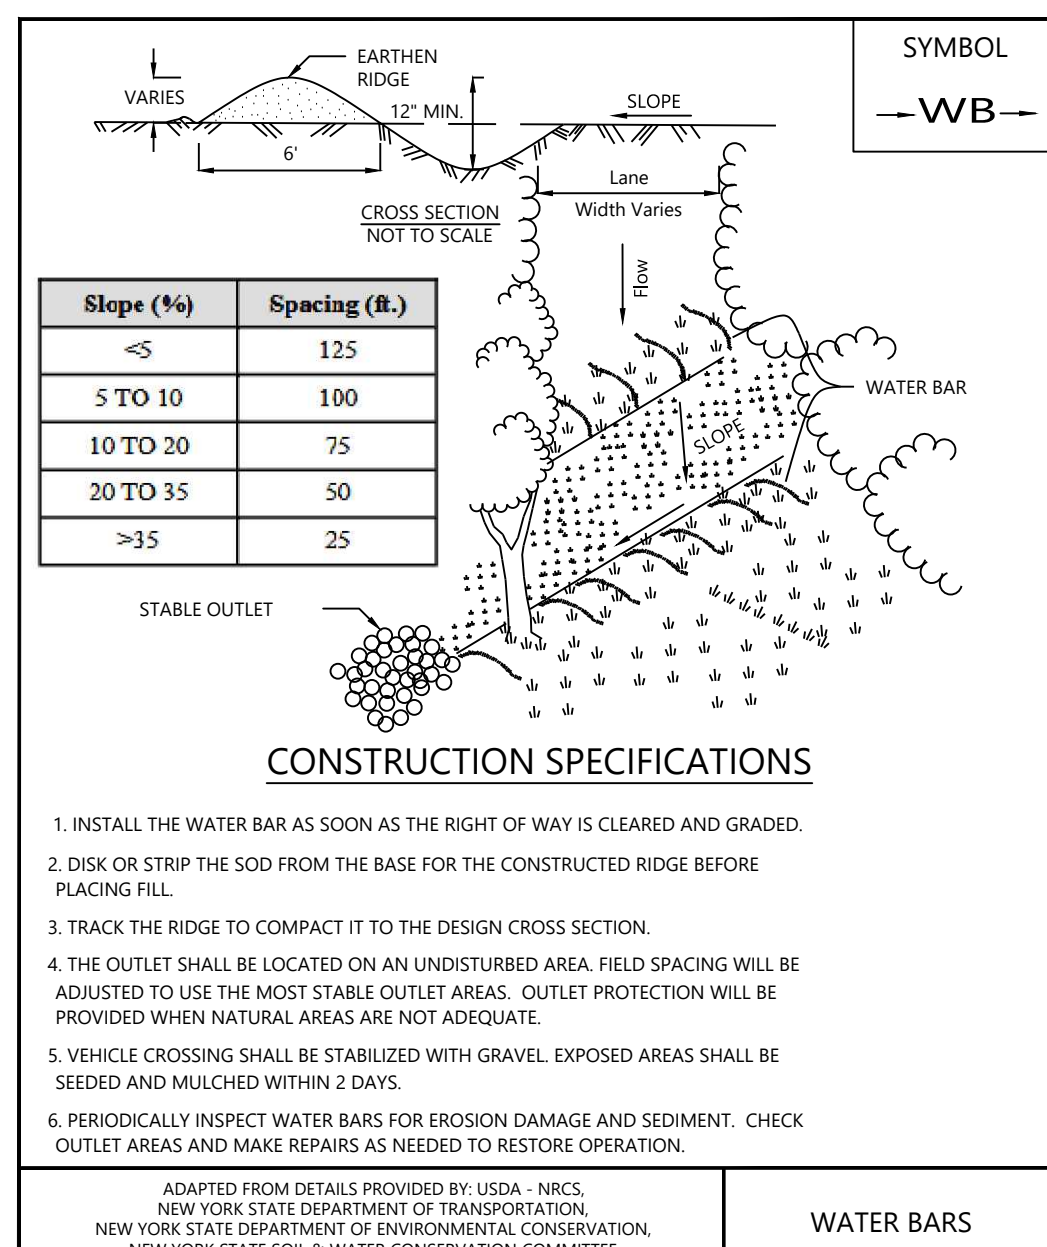 SYMBOL
WB
EARTHEN
RIDGE
VARIES
12" MIN.
SLOPE
6'
Lane
Width Varies
CROSS SECTION
NOT TO SCALE
Flow
Slope (%) Spacing (ft.)
<5 125
5 TO 10 100
10 TO 20 75
20 TO 35 50
>35 25
WATER BAR
SLOPE
STABLE OUTLET
CONSTRUCTION SPECIFICATIONS
1. INSTALL THE WATER BAR AS SOON AS THE RIGHT OF WAY IS CLEARED AND GRADED.
2. DISK OR STRIP THE SOD FROM THE BASE FOR THE CONSTRUCTED RIDGE BEFORE
PLACING FILL.
3. TRACK THE RIDGE TO COMPACT IT TO THE DESIGN CROSS SECTION.
4. THE OUTLET SHALL BE LOCATED ON AN UNDISTURBED AREA. FIELD SPACING WILL BE
ADJUSTED TO USE THE MOST STABLE OUTLET AREAS. OUTLET PROTECTION WILL BE
PROVIDED WHEN NATURAL AREAS ARE NOT ADEQUATE.
5. VEHICLE CROSSING SHALL BE STABILIZED WITH GRAVEL. EXPOSED AREAS SHALL BE
SEEDED AND MULCHED WITHIN 2 DAYS.
6. PERIODICALLY INSPECT WATER BARS FOR EROSION DAMAGE AND SEDIMENT. CHECK
OUTLET AREAS AND MAKE REPAIRS AS NEEDED TO RESTORE OPERATION.
ADAPTED FROM DETAILS PROVIDED BY: USDA - NRCS,
NEW YORK STATE DEPARTMENT OF TRANSPORTATION,
NEW YORK STATE DEPARTMENT OF ENVIRONMENTAL CONSERVATION,
NEW YORK STATE SOIL & WATER CONSERVATION COMMITTEE
WATER BARS